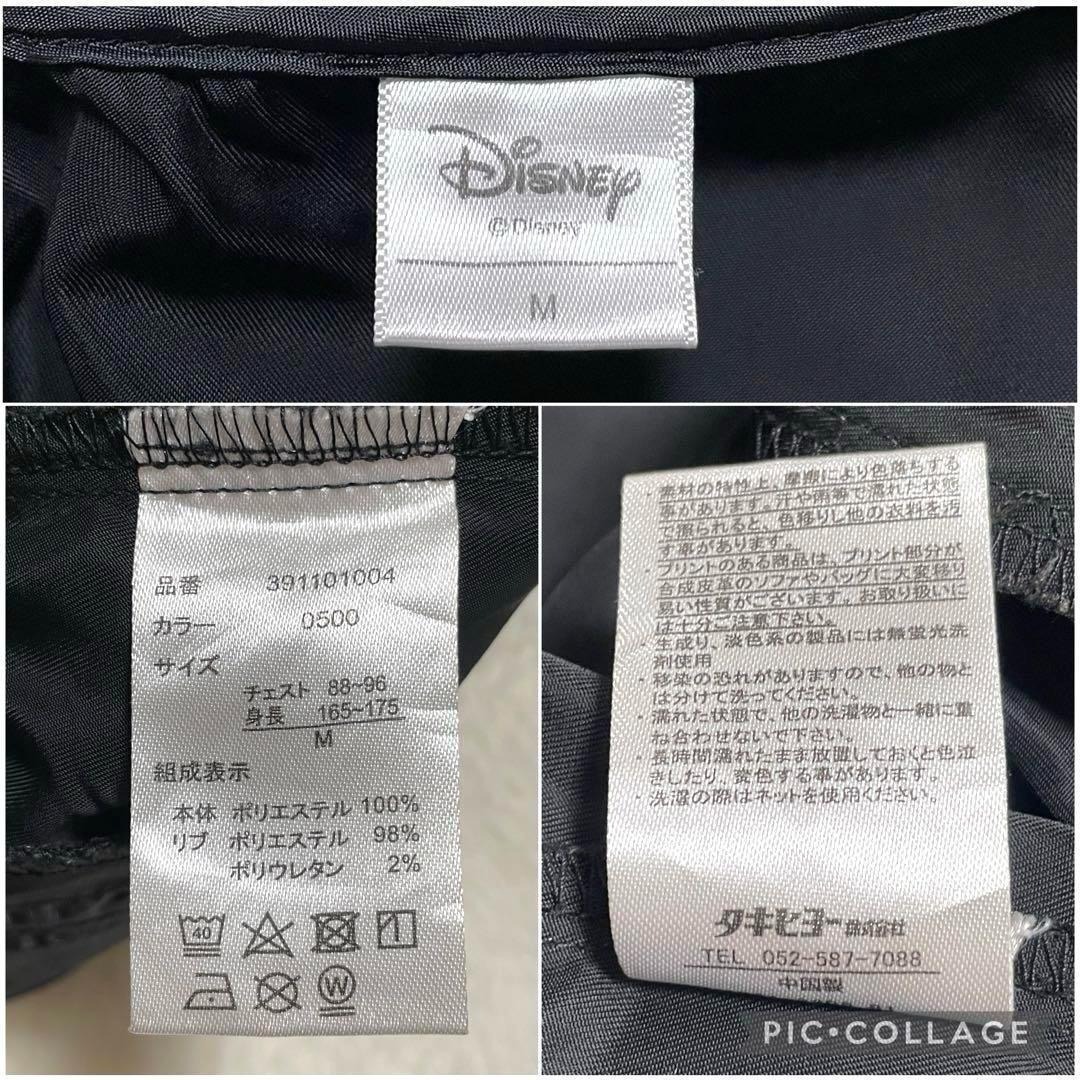 Disney
©Disney
M
品番 391101004
カラー 0500
サイズ
チェスト 88~96
身長 165~175
M
組成表示
本体 ポリエステル 100%
リブ ポリエステル 98%
ポリウレタン 2%
40
W
・素材の特性上、摩擦により色落ちする
事があります。汗や雨等で濡れた状態
で擦られると、色移りし他の衣料を汚
す事があります。
・プリントのある商品は、プリント部分が
合成皮革のソファやバッグに大変移り
易い性質がございます。お取り扱いに
は十分ご注意下さい。
・生成り、淡色系の製品には無蛍光洗
剤使用
・移染の恐れがありますので、他の物と
は分けて洗ってください。
・濡れた状態で、他の洗濯物と一緒に重
ね合わせないで下さい。
・長時間濡れたまま放置しておくと色泣
きしたり、変色する事があります。
・洗濯の際はネットを使用ください。
タキヒヨー株式会社
TEL 052-587-7088
中国製
PIC•COLLAGE